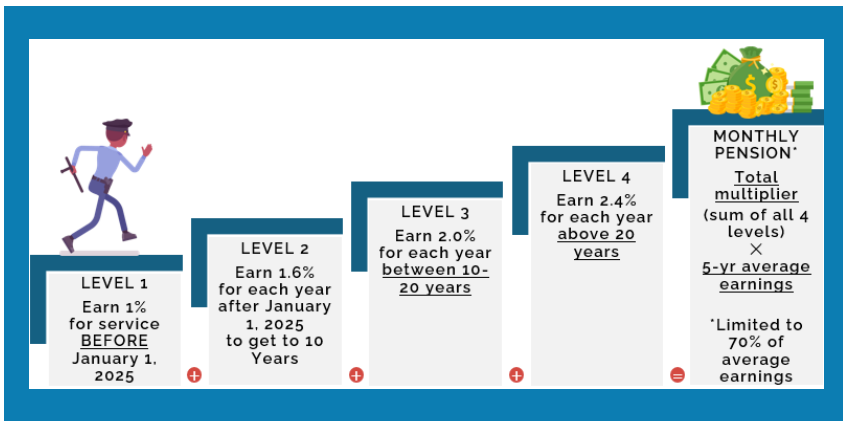 LEVEL 1
Earn 1%
for service
BEFORE
January 1,
2025
+
LEVEL 2
Earn 1.6%
for each year
after January
1, 2025
to get to 10
Years
+
LEVEL 3
Earn 2.0%
for each year
between 10-
20 years
+
LEVEL 4
Earn 2.4%
for each year
above 20
years
=
MONTHLY
PENSION*
Total
multiplier
(sum of all 4
levels)
×
5-yr average
earnings
*Limited to
70% of
average
earnings